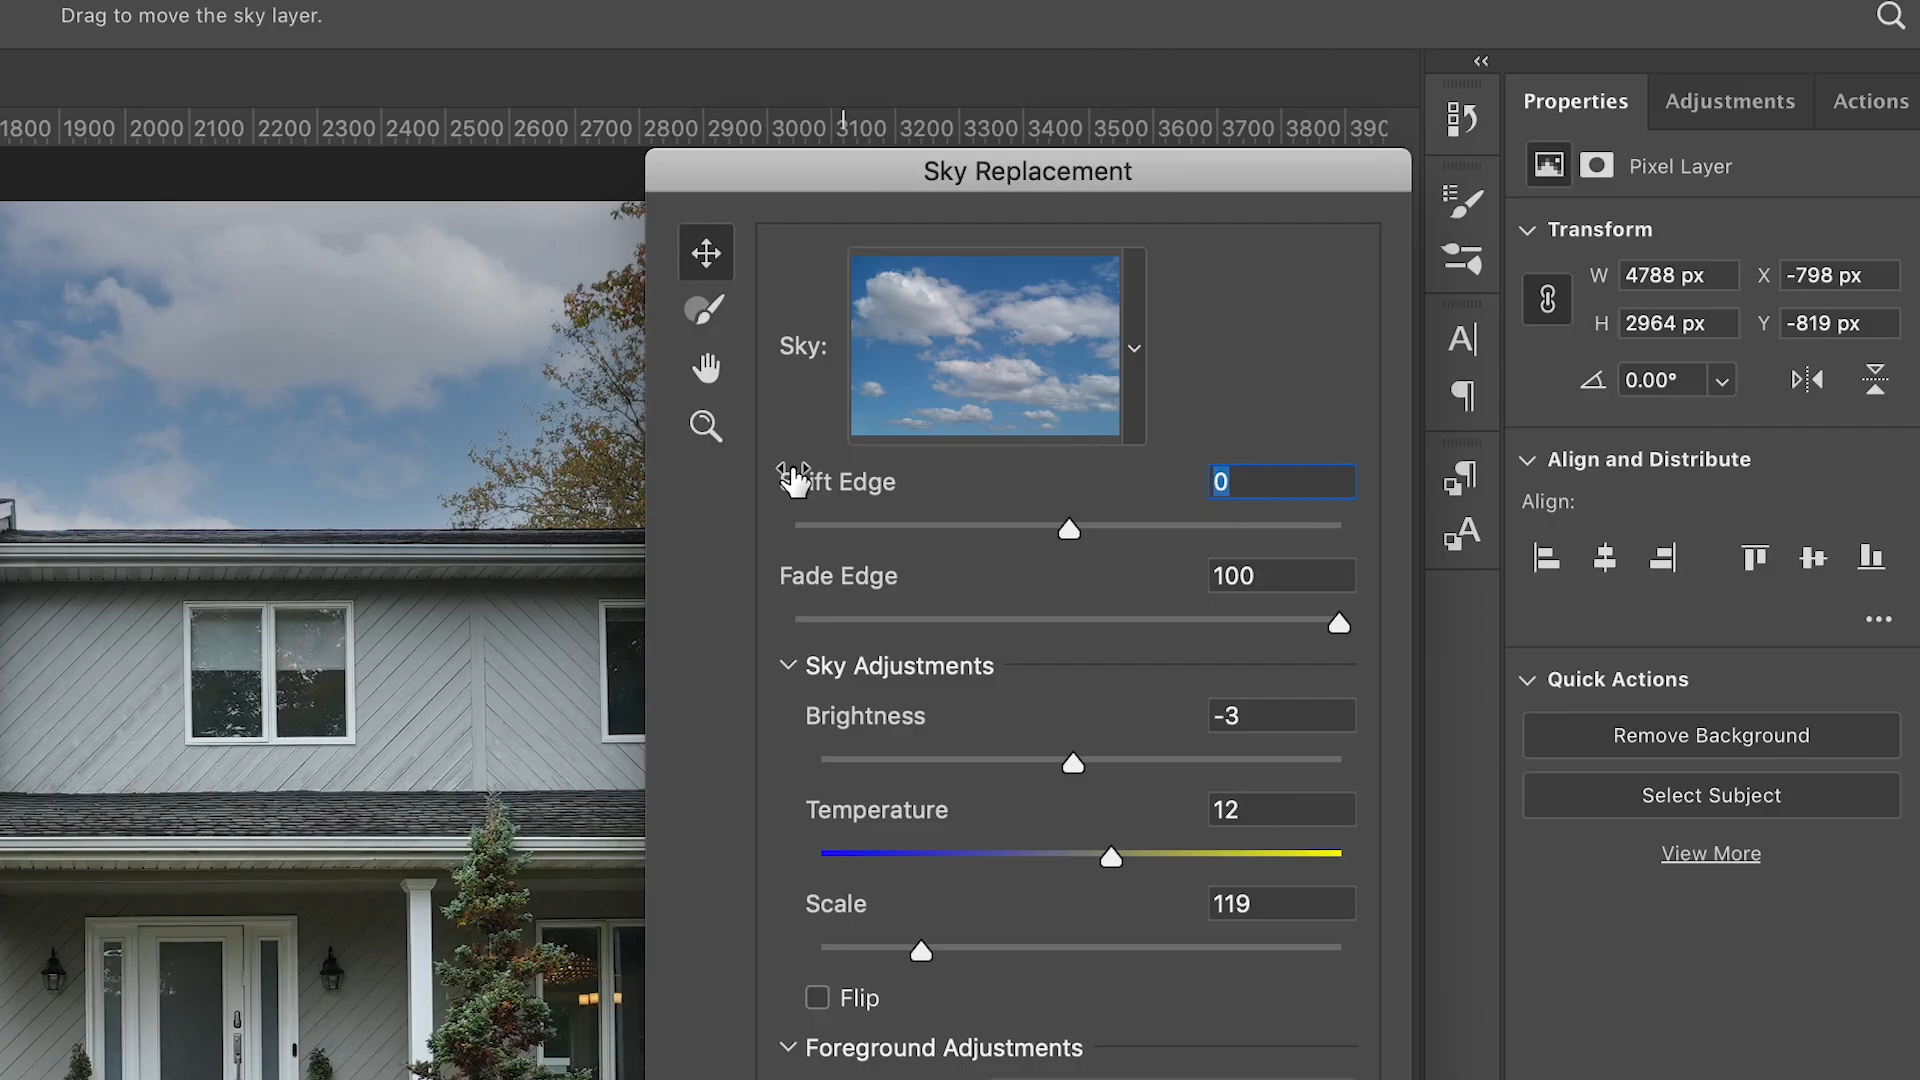 Drag to move the sky layer.
1800 1900 2000 2100 2200 2300 2400 2500 2600 2700 2800 2900 3000 3100 3200 3300 3400 3500 3600 3700 3800
Sky Replacement
Sky:
ift Edge 0
Fade Edge 100
Sky Adjustments
Brightness -3
Temperature 12
Scale 119
Flip
Foreground Adjustments
Properties Adjustments Actions
Pixel Layer
Transform
W 4788 px X -798 px
H 2964 px Y -819 px
0.00°
Align and Distribute
Align:
Quick Actions
Remove Background
Select Subject
View More